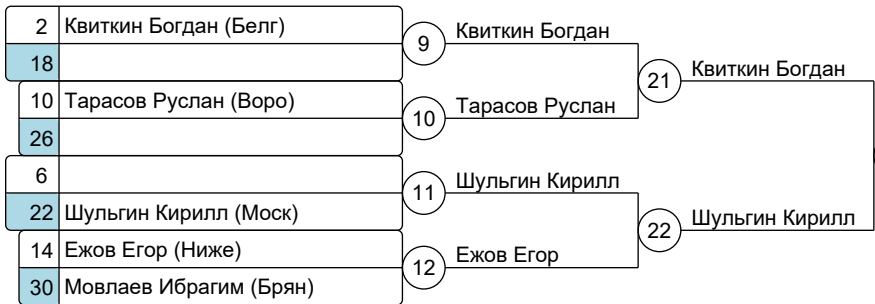 2 Квиткин Богдан (Белг)
18
9 Квиткин Богдан
10 Тарасов Руслан (Воро)
26
10 Тарасов Руслан
21 Квиткин Богдан
6
22 Шульгин Кирилл (Моск)
11 Шульгин Кирилл
14 Ежов Егор (Ниже)
30 Мовлаев Ибрагим (Брян)
12 Ежов Егор
22 Шульгин Кирилл